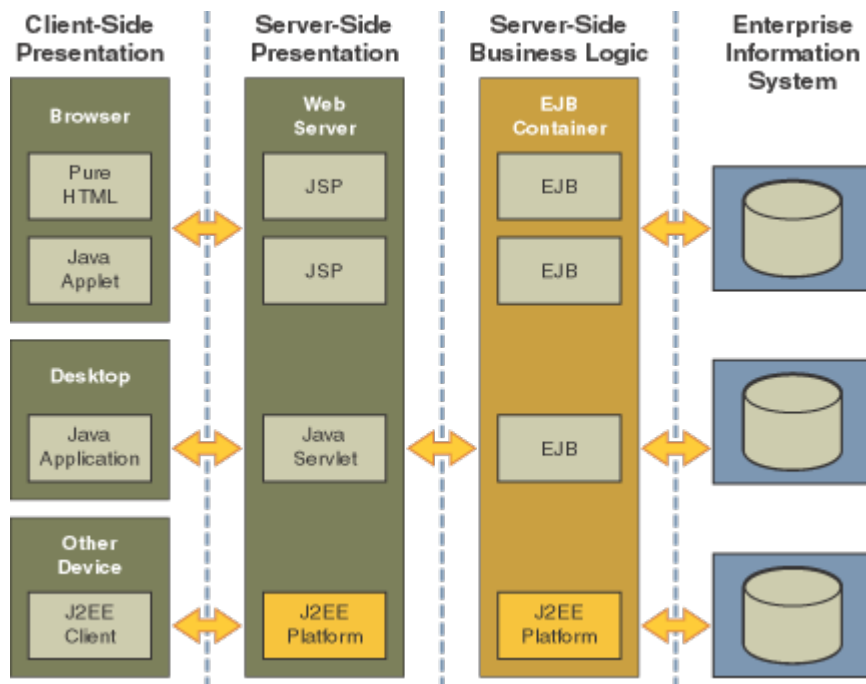 Client-Side
Presentation
Server-Side
Presentation
Server-Side
Business Logic
Enterprise
Information
System
Browser
Pure
HTML
Java
Applet
Desktop
Java
Application
Other
Device
J2EE
Client
Web
Server
JSP
JSP
Java
Servlet
J2EE
Platform
EJB
Container
EJB
EJB
EJB
J2EE
Platform